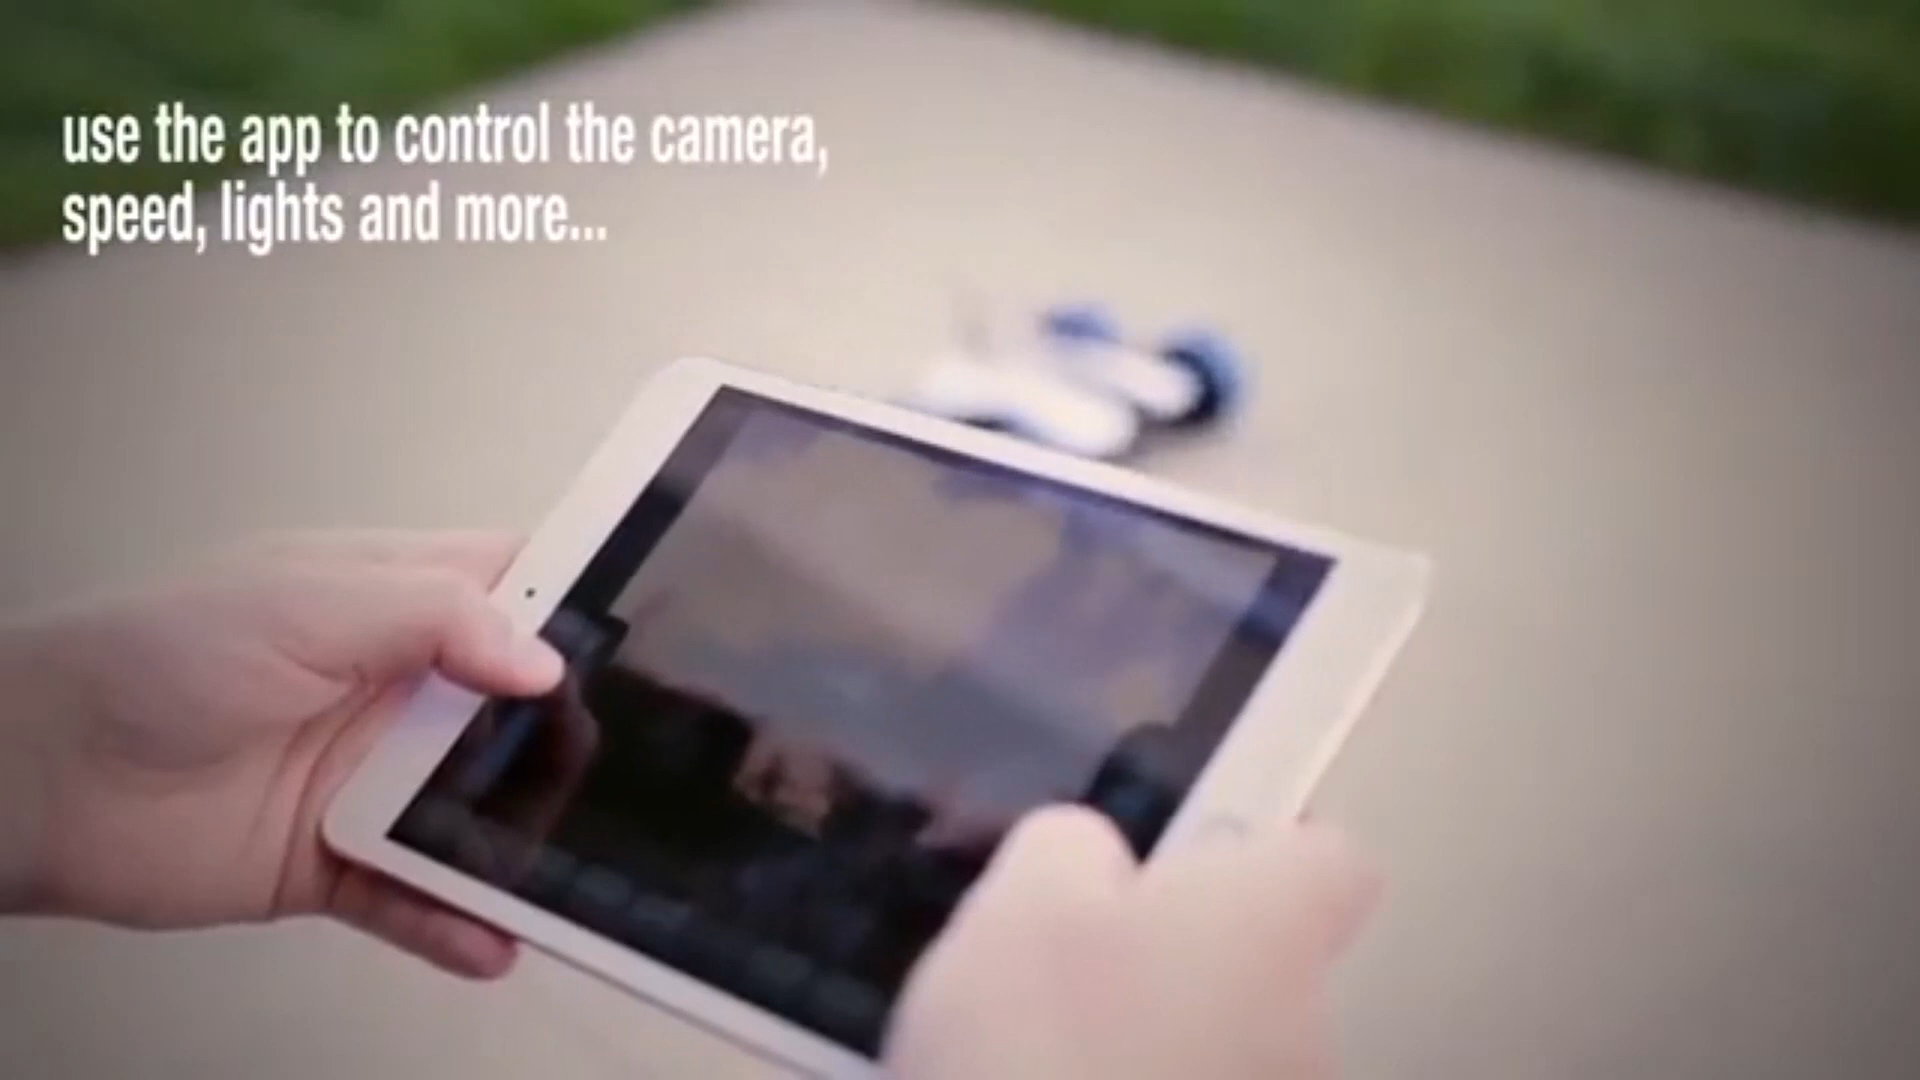 use the app to control the camera,
speed, lights and more...